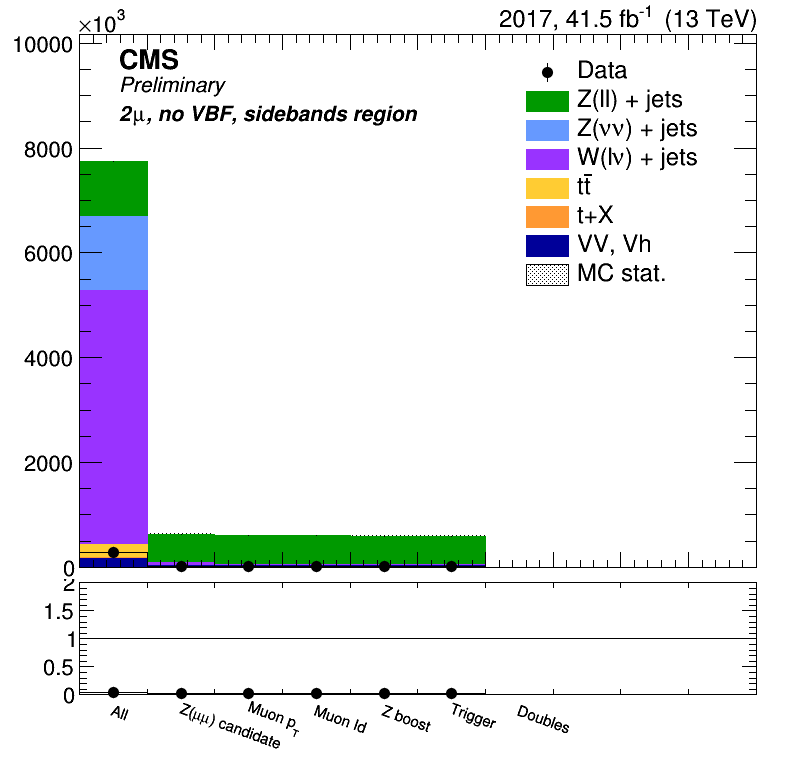 ×10³
2017, 41.5 fb⁻¹ (13 TeV)
10000
8000
6000
4000
2000
0
CMS
Preliminary
2μ, no VBF, sidebands region
Data
Z(ll) + jets
Z(νν) + jets
W(lν) + jets
tt̄
t+X
VV, Vh
MC stat.
2
1.5
1
0.5
0
All
Z(μμ) candidate
Muon p_T
Muon Id
Z boost
Trigger
Doubles